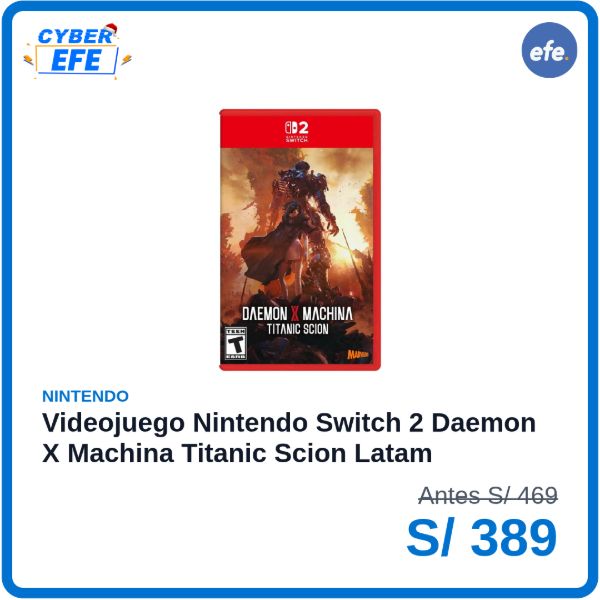 CYBER
EFE
efe.
2
NINTENDO
SWITCH
DAEMON X MACHINA
TITANIC SCION
TEEN
T
ESRB
NINTENDO
Videojuego Nintendo Switch 2 Daemon
X Machina Titanic Scion Latam
Antes S/ 469
S/ 389